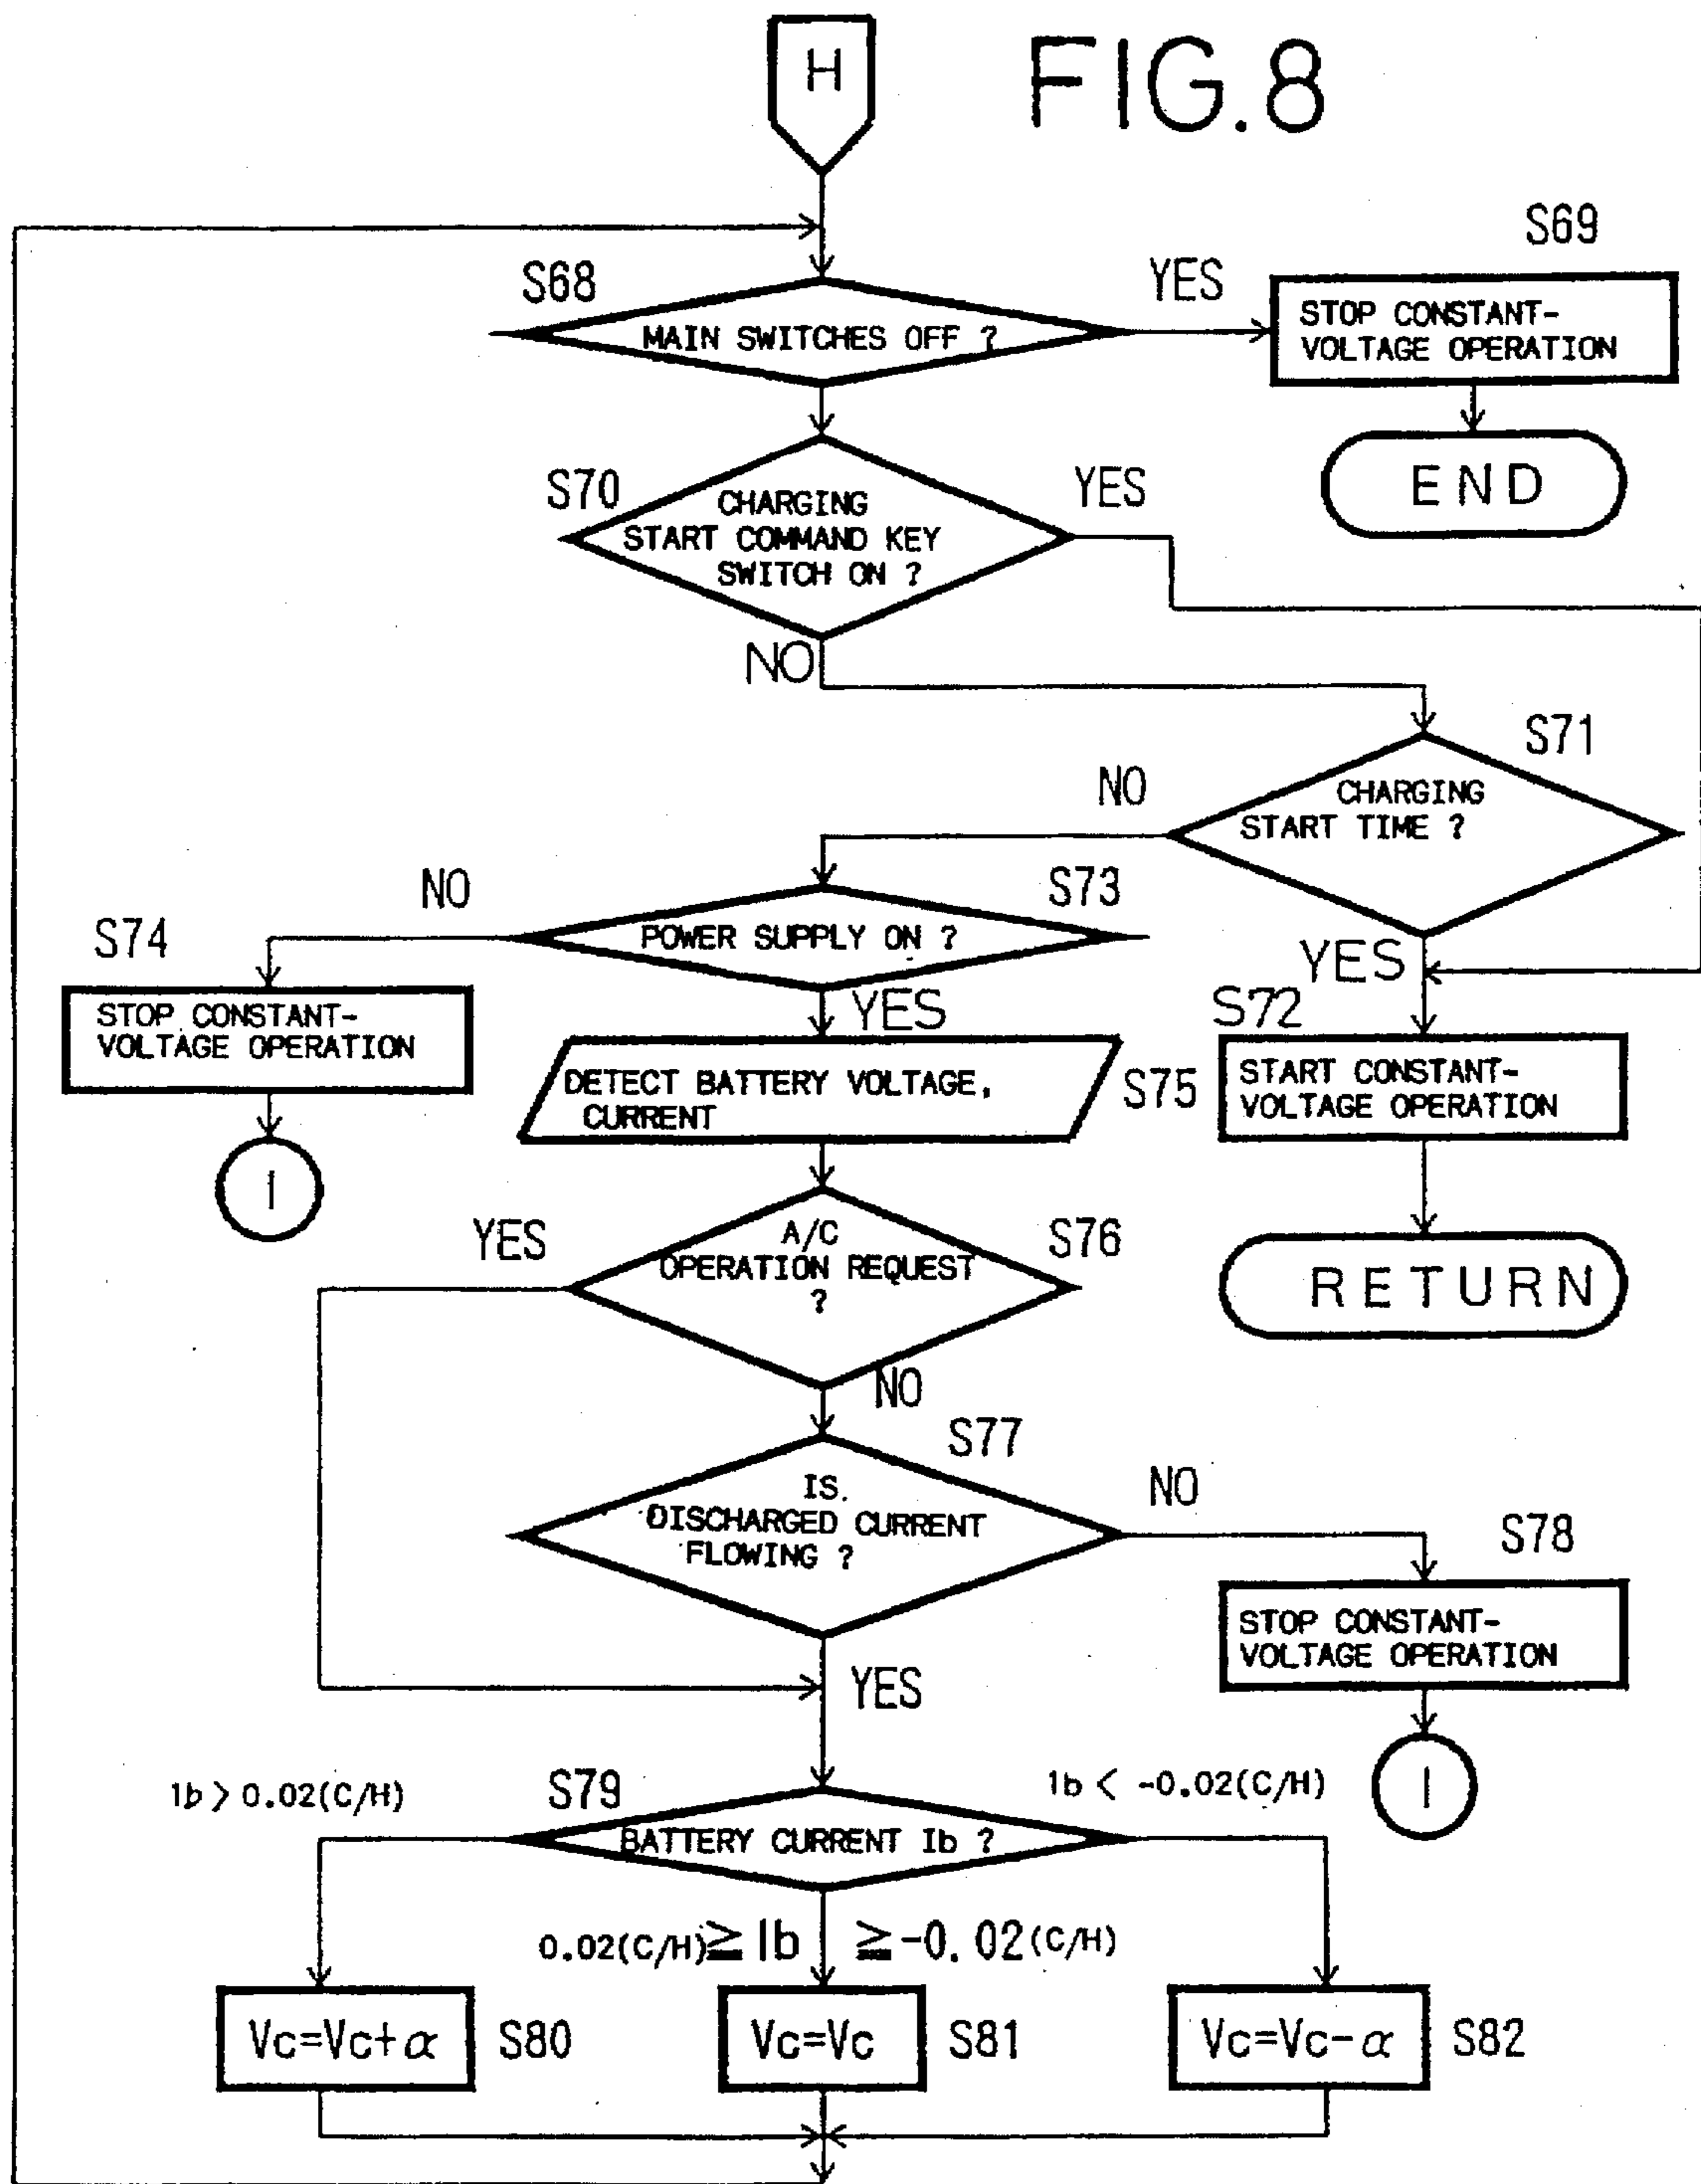 H
FIG.8
S68
MAIN SWITCHES OFF ?
YES
S69
STOP CONSTANT-
VOLTAGE OPERATION
END
S70
CHARGING
START COMMAND KEY
SWITCH ON ?
YES
NO
S71
CHARGING
START TIME ?
NO
YES
S73
POWER SUPPLY ON ?
NO
YES
S74
STOP CONSTANT-
VOLTAGE OPERATION
I
S72
START CONSTANT-
VOLTAGE OPERATION
RETURN
DETECT BATTERY VOLTAGE,
CURRENT
S75
A/C
OPERATION REQUEST
?
S76
YES
NO
S77
IS
DISCHARGED CURRENT
FLOWING ?
NO
YES
S78
STOP CONSTANT-
VOLTAGE OPERATION
I
S79
BATTERY CURRENT Ib ?
Ib > 0.02(C/H)
Ib < -0.02(C/H)
0.02(C/H)≧Ib ≧-0.02(C/H)
Vc=Vc+α
S80
Vc=Vc
S81
Vc=Vc-α
S82